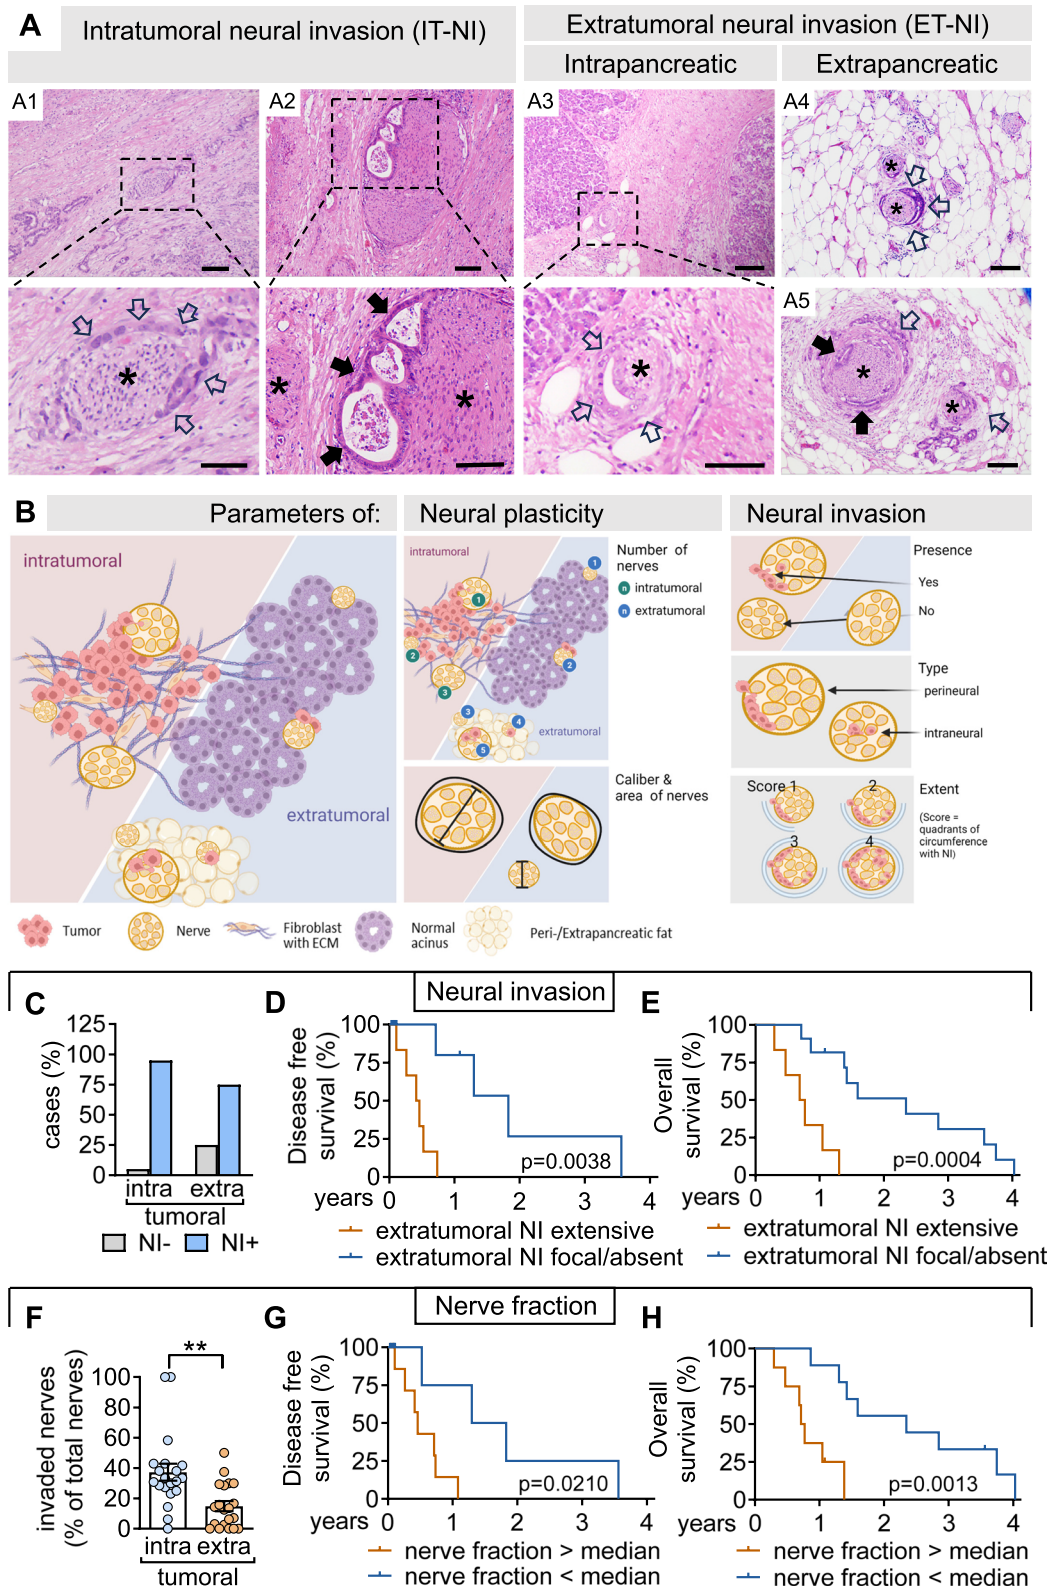 A
Intratumoral neural invasion (IT-NI)
Extratumoral neural invasion (ET-NI)
Intrapancreatic
Extrapancreatic
A1
A2
A3
A4
*
*
*
*
*
*
A5
*
*
B
Parameters of:
Neural plasticity
Neural invasion
intratumoral
extratumoral
intratumoral
extratumoral
1
2
3
1
2
3
4
5
Number of
nerves
n intratumoral
n extratumoral
Caliber &
area of nerves
Presence
Yes
No
Type
perineural
intraneural
Score 1
2
3
4
Extent
(Score =
quadrants of
circumference
with NI)
Tumor
Nerve
Fibroblast
with ECM
Normal
acinus
Peri-/Extrapancreatic fat
Neural invasion
C
cases (%)
125
100
75
50
25
0
intra extra
tumoral
NI- NI+
D
Disease free
survival (%)
100
75
50
25
0
p=0.0038
years 0 1 2 3 4
extratumoral NI extensive
extratumoral NI focal/absent
E
Overall
survival (%)
100
75
50
25
0
p=0.0004
years 0 1 2 3 4
extratumoral NI extensive
extratumoral NI focal/absent
Nerve fraction
F
invaded nerves
(% of total nerves)
**
100
80
60
40
20
0
intra extra
tumoral
G
Disease free
survival (%)
100
75
50
25
0
p=0.0210
years 0 1 2 3 4
nerve fraction > median
nerve fraction < median
H
Overall
survival (%)
100
75
50
25
0
p=0.0013
years 0 1 2 3 4
nerve fraction > median
nerve fraction < median